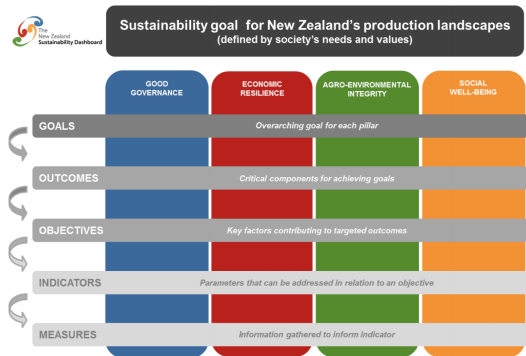 The
New Zealand
Sustainability Dashboard
Sustainability goal for New Zealand's production landscapes
(defined by society's needs and values)
GOOD
GOVERNANCE
ECONOMIC
RESILIENCE
AGRO-ENVIRONMENTAL
INTEGRITY
SOCIAL
WELL-BEING
GOALS
Overarching goal for each pillar
OUTCOMES
Critical components for achieving goals
OBJECTIVES
Key factors contributing to targeted outcomes
INDICATORS
Parameters that can be addressed in relation to an objective
MEASURES
Information gathered to inform indicator